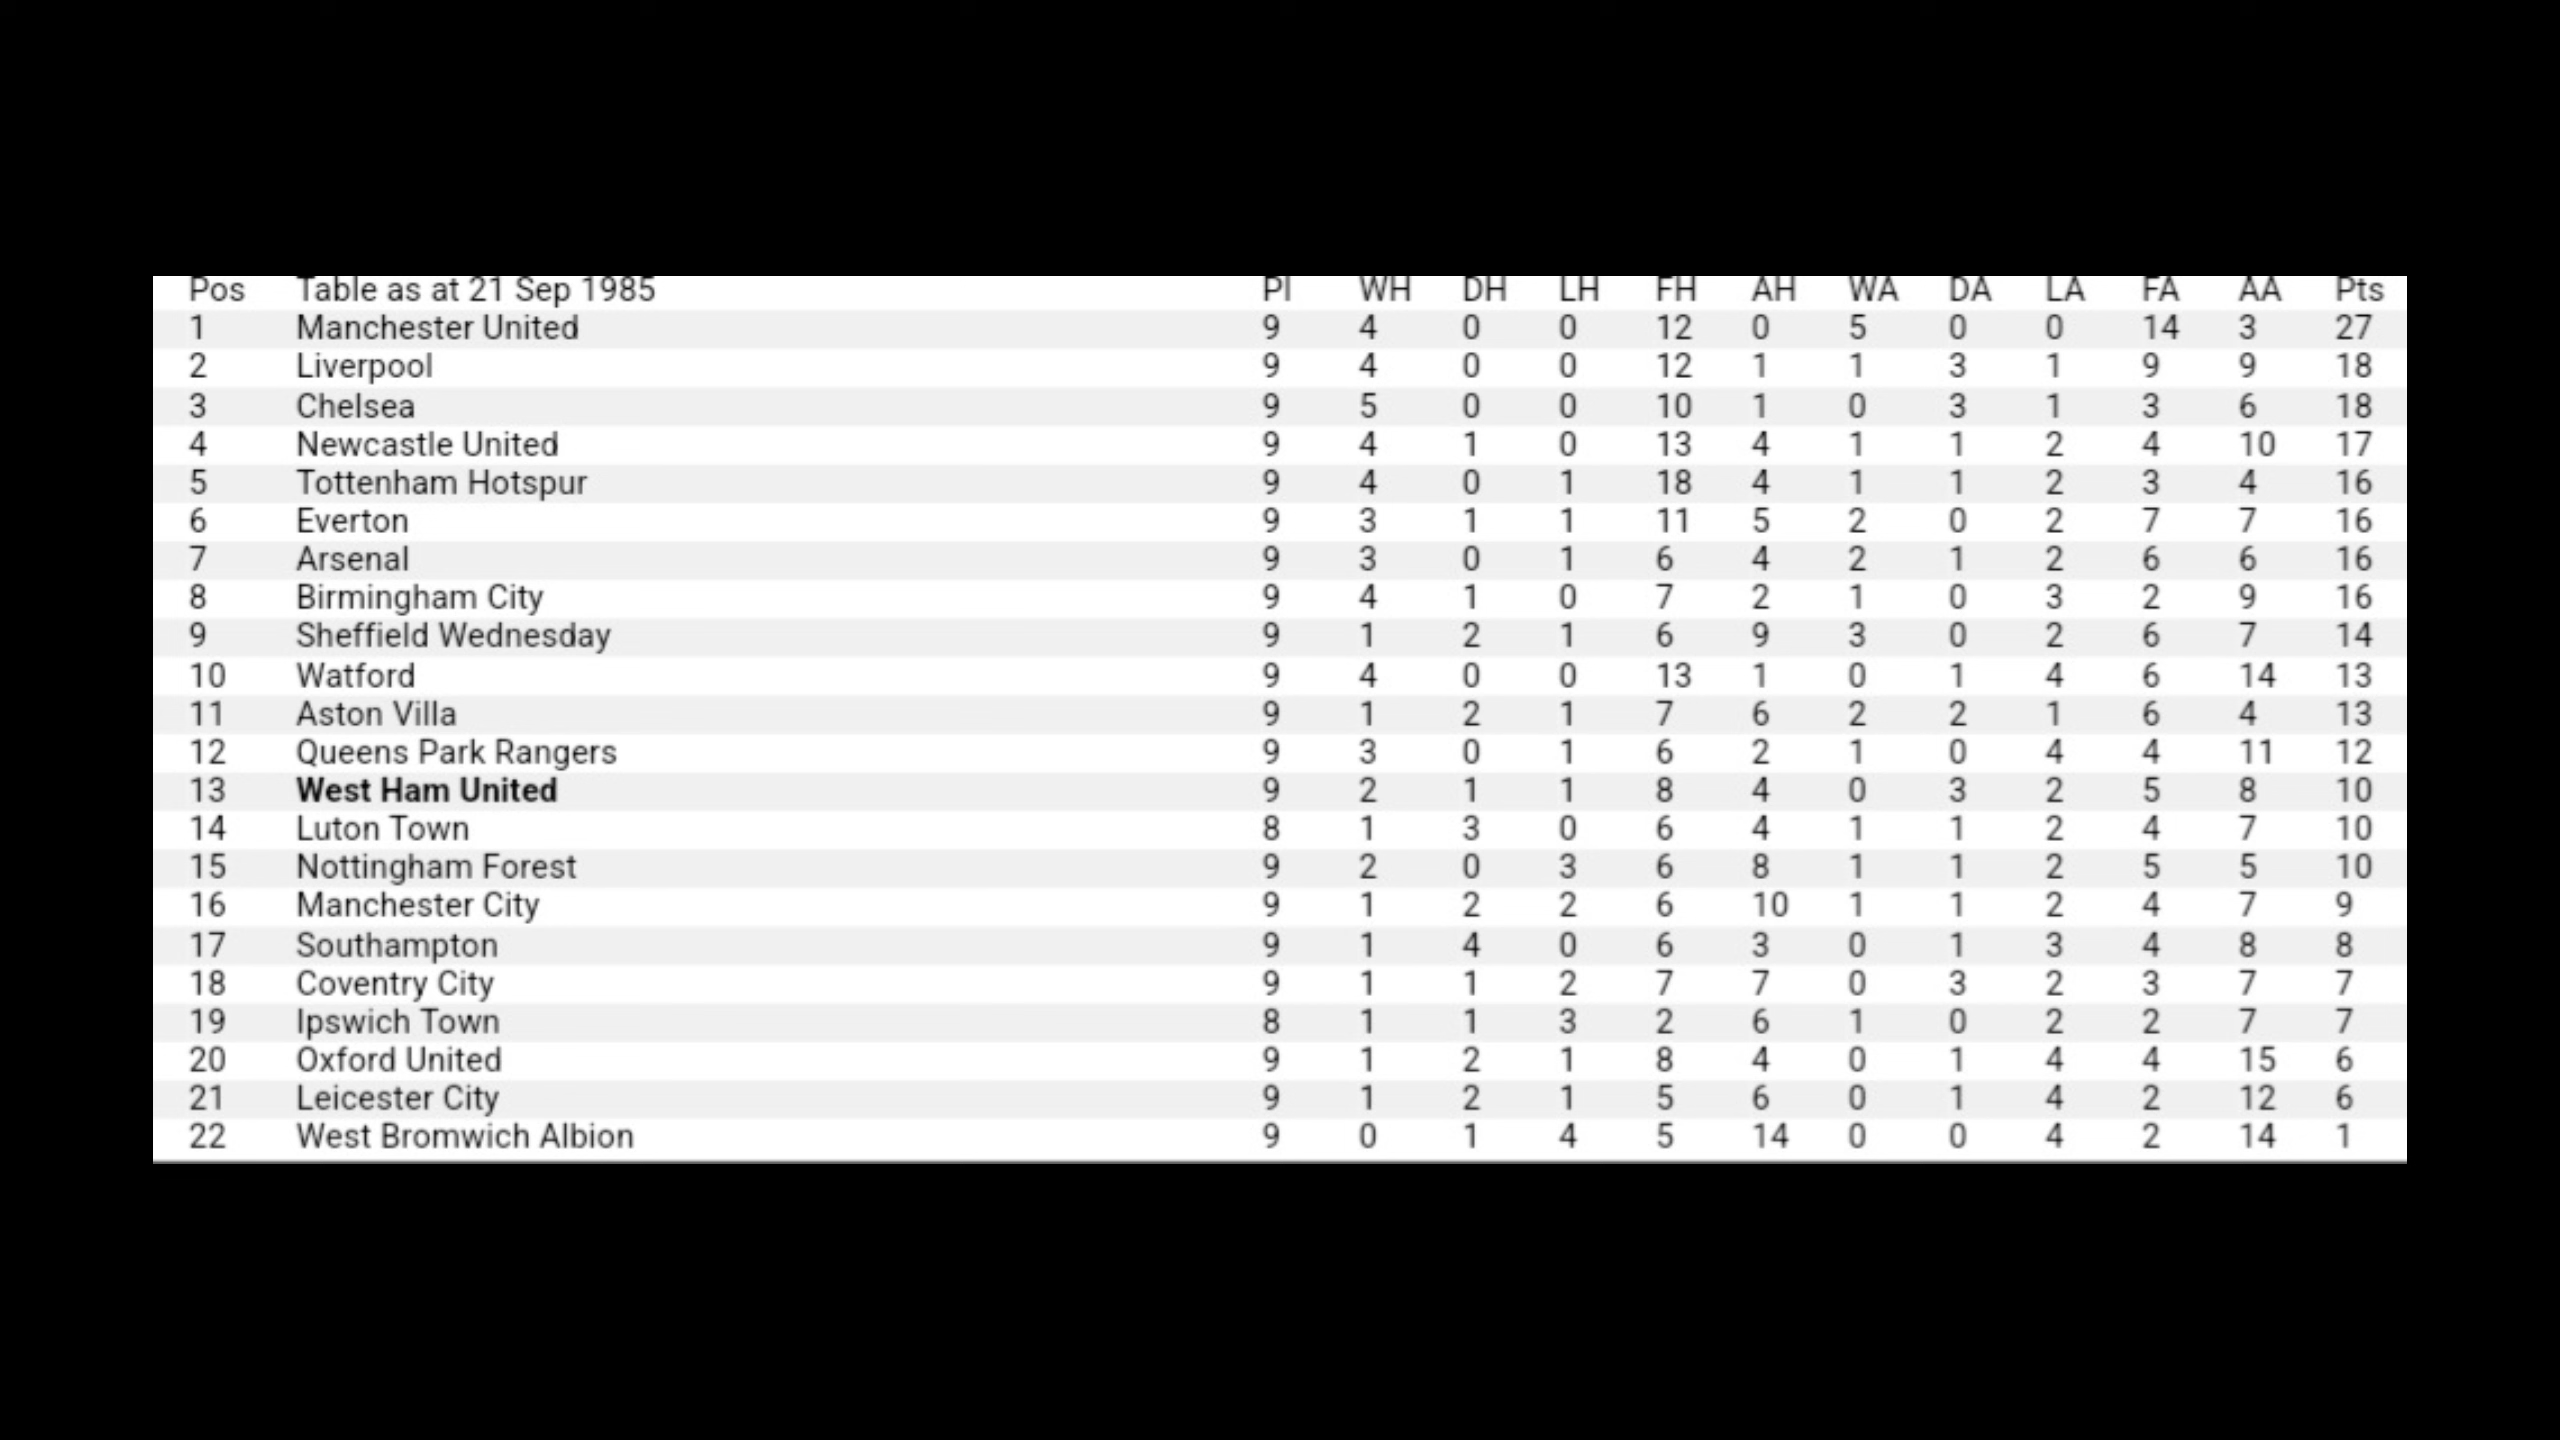 Pos Table as at 21 Sep 1985 Pl WH DH LH FH AH WA DA LA FA AA Pts
1 Manchester United 9 4 0 0 12 0 5 0 0 14 3 27
2 Liverpool 9 4 0 0 12 1 1 3 1 9 9 18
3 Chelsea 9 5 0 0 10 1 0 3 1 3 6 18
4 Newcastle United 9 4 1 0 13 4 1 1 2 4 10 17
5 Tottenham Hotspur 9 4 0 1 18 4 1 1 2 3 4 16
6 Everton 9 3 1 1 11 5 2 0 2 7 7 16
7 Arsenal 9 3 0 1 6 4 2 1 2 6 6 16
8 Birmingham City 9 4 1 0 7 2 1 0 3 2 9 16
9 Sheffield Wednesday 9 1 2 1 6 9 3 0 2 6 7 14
10 Watford 9 4 0 0 13 1 0 1 4 6 14 13
11 Aston Villa 9 1 2 1 7 6 2 2 1 6 4 13
12 Queens Park Rangers 9 3 0 1 6 2 1 0 4 4 11 12
13 West Ham United 9 2 1 1 8 4 0 3 2 5 8 10
14 Luton Town 8 1 3 0 6 4 1 1 2 4 7 10
15 Nottingham Forest 9 2 0 3 6 8 1 1 2 5 5 10
16 Manchester City 9 1 2 2 6 10 1 1 2 4 7 9
17 Southampton 9 1 4 0 6 3 0 1 3 4 8 8
18 Coventry City 9 1 1 2 7 7 0 3 2 3 7 7
19 Ipswich Town 8 1 1 3 2 6 1 0 2 2 7 7
20 Oxford United 9 1 2 1 8 4 0 1 4 4 15 6
21 Leicester City 9 1 2 1 5 6 0 1 4 2 12 6
22 West Bromwich Albion 9 0 1 4 5 14 0 0 4 2 14 1